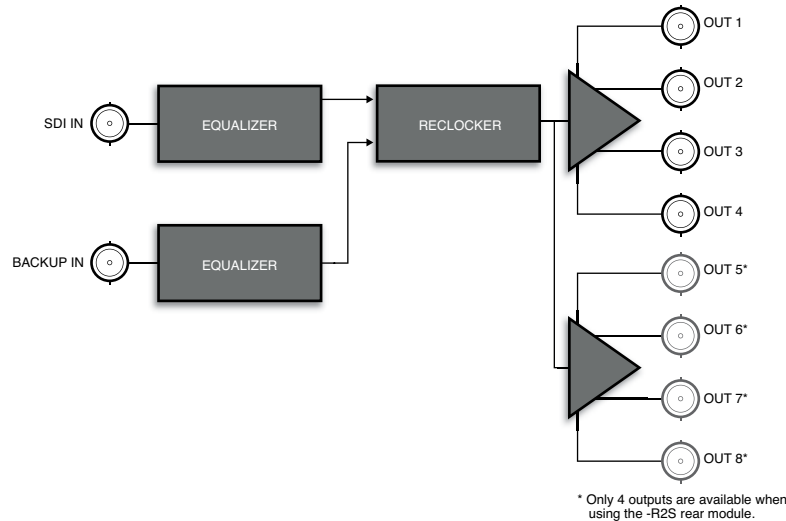 OUT 1
OUT 2
SDI IN
EQUALIZER
RECLOCKER
OUT 3
OUT 4
BACKUP IN
EQUALIZER
OUT 5*
OUT 6*
OUT 7*
OUT 8*
* Only 4 outputs are available when
using the -R2S rear module.